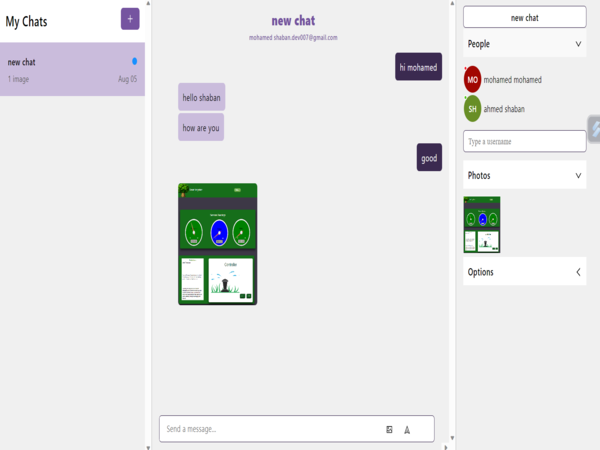 My Chats
+
new chat
1 image
Aug 05
new chat
mohamed shaban.dev007@gmail.com
hi mohamed
hello shaban
how are you
good
Send a message...
new chat
People
MO
mohamed mohamed
SH
ahmed shaban
Type a username
Photos
Options